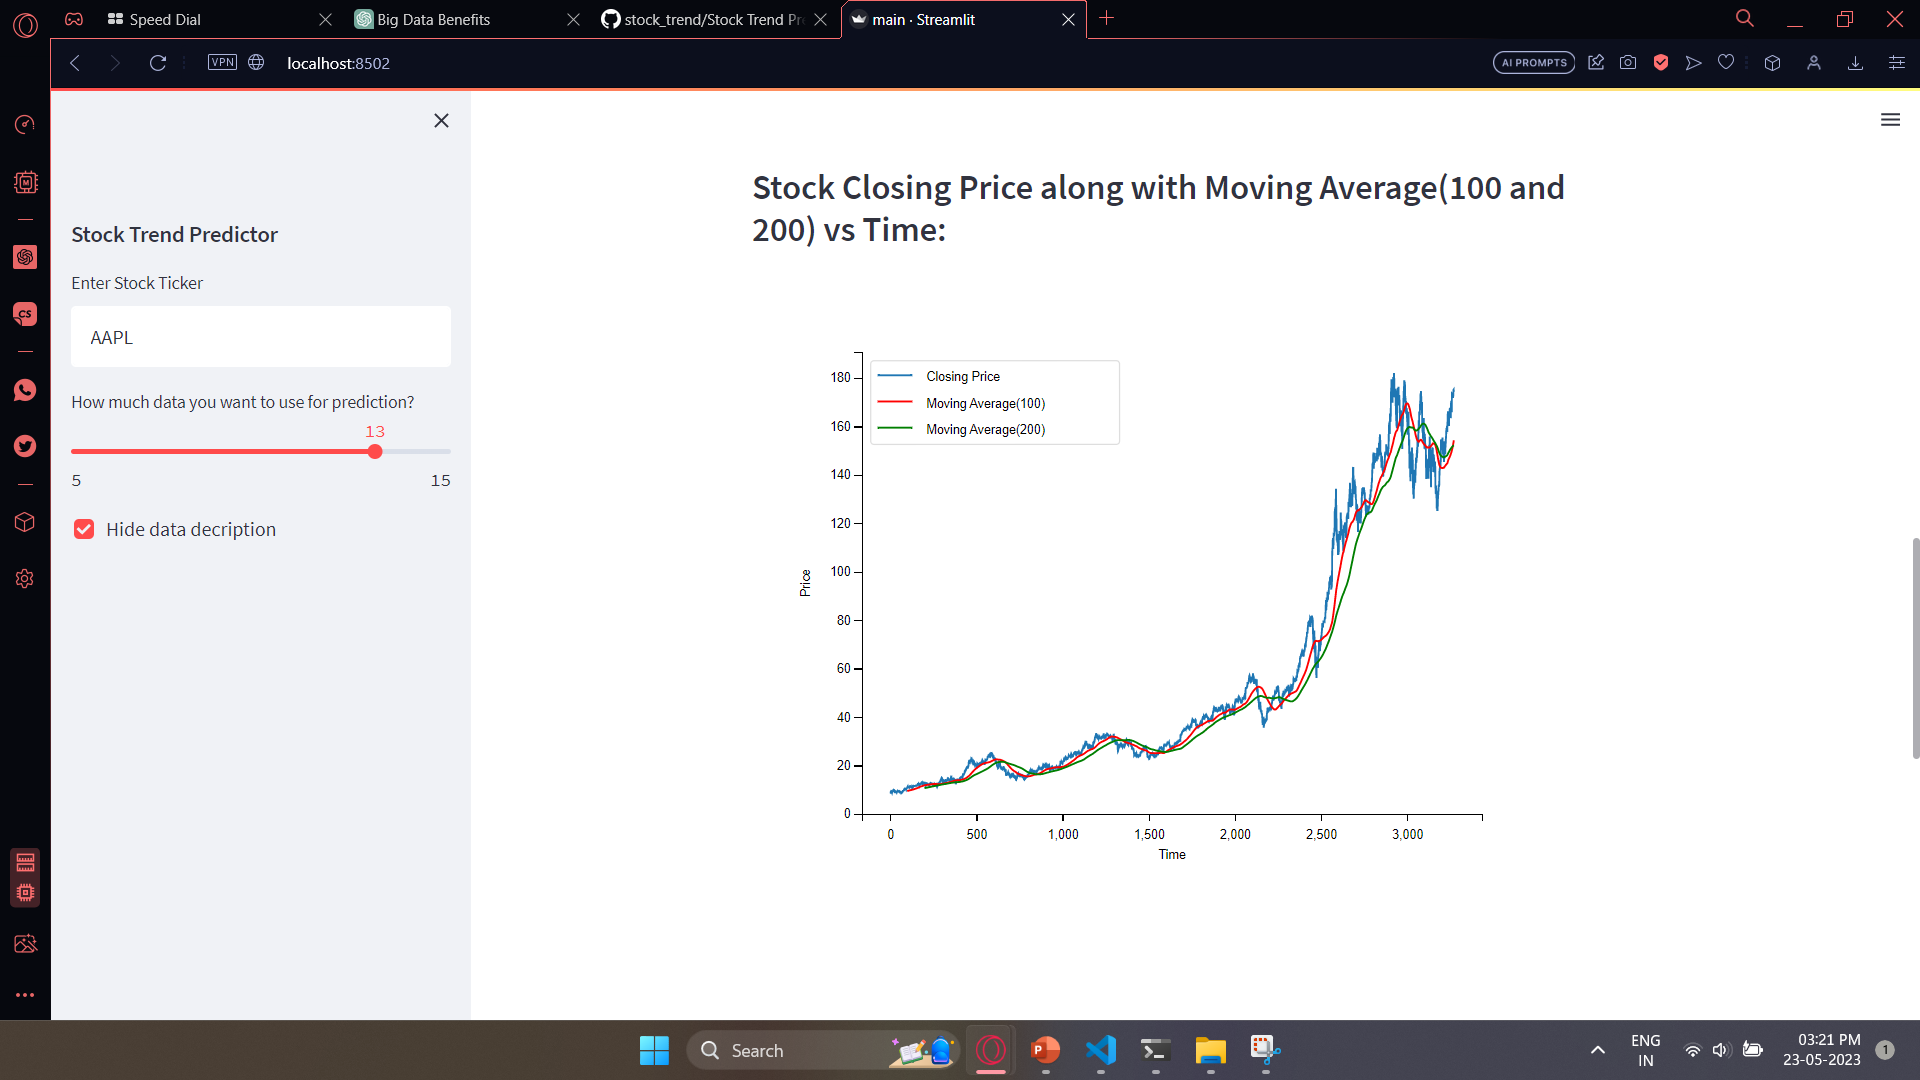 Speed Dial
Big Data Benefits
stock_trend/Stock Trend Pre
main · Streamlit
VPN
localhost:8502
AI PROMPTS
M
CS
Stock Trend Predictor
Enter Stock Ticker
AAPL
How much data you want to use for prediction?
13
5 15
Hide data decription
Stock Closing Price along with Moving Average(100 and
200) vs Time:
Closing Price
Moving Average(100)
Moving Average(200)
180
160
140
120
100
80
60
40
20
0
Price
0 500 1,000 1,500 2,000 2,500 3,000
Time
Search
P
ENG
IN
03:21 PM
23-05-2023
1